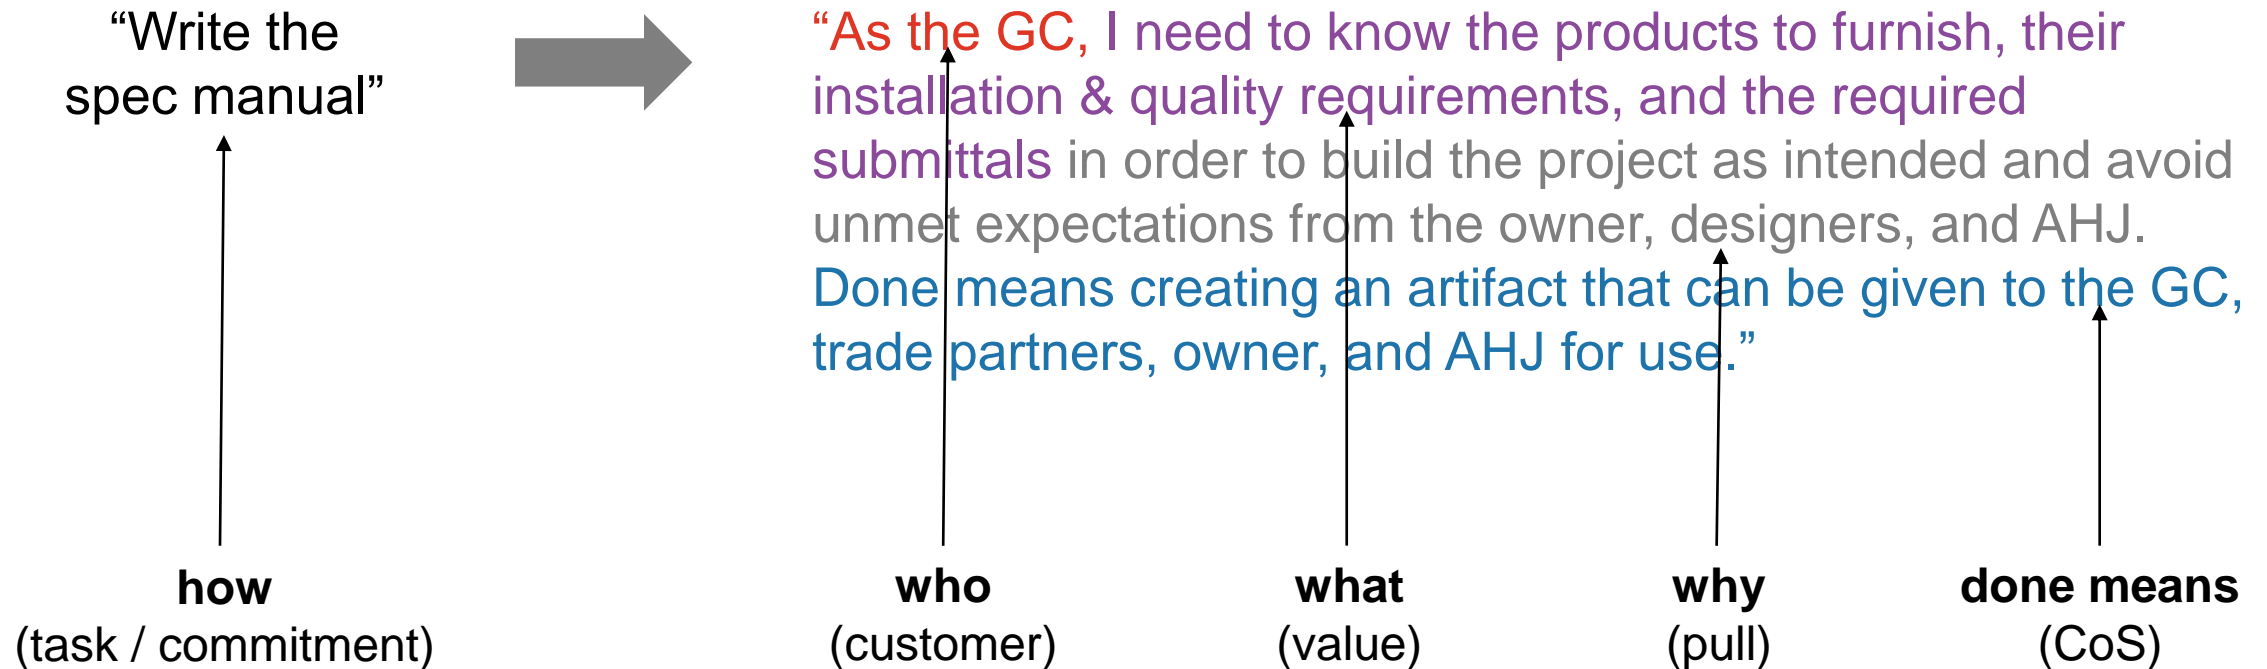 “Write the
spec manual”
“As the GC, I need to know the products to furnish, their
installation & quality requirements, and the required
submittals in order to build the project as intended and avoid
unmet expectations from the owner, designers, and AHJ.
Done means creating an artifact that can be given to the GC,
trade partners, owner, and AHJ for use.”
how
(task / commitment)
who
(customer)
what
(value)
why
(pull)
done means
(CoS)